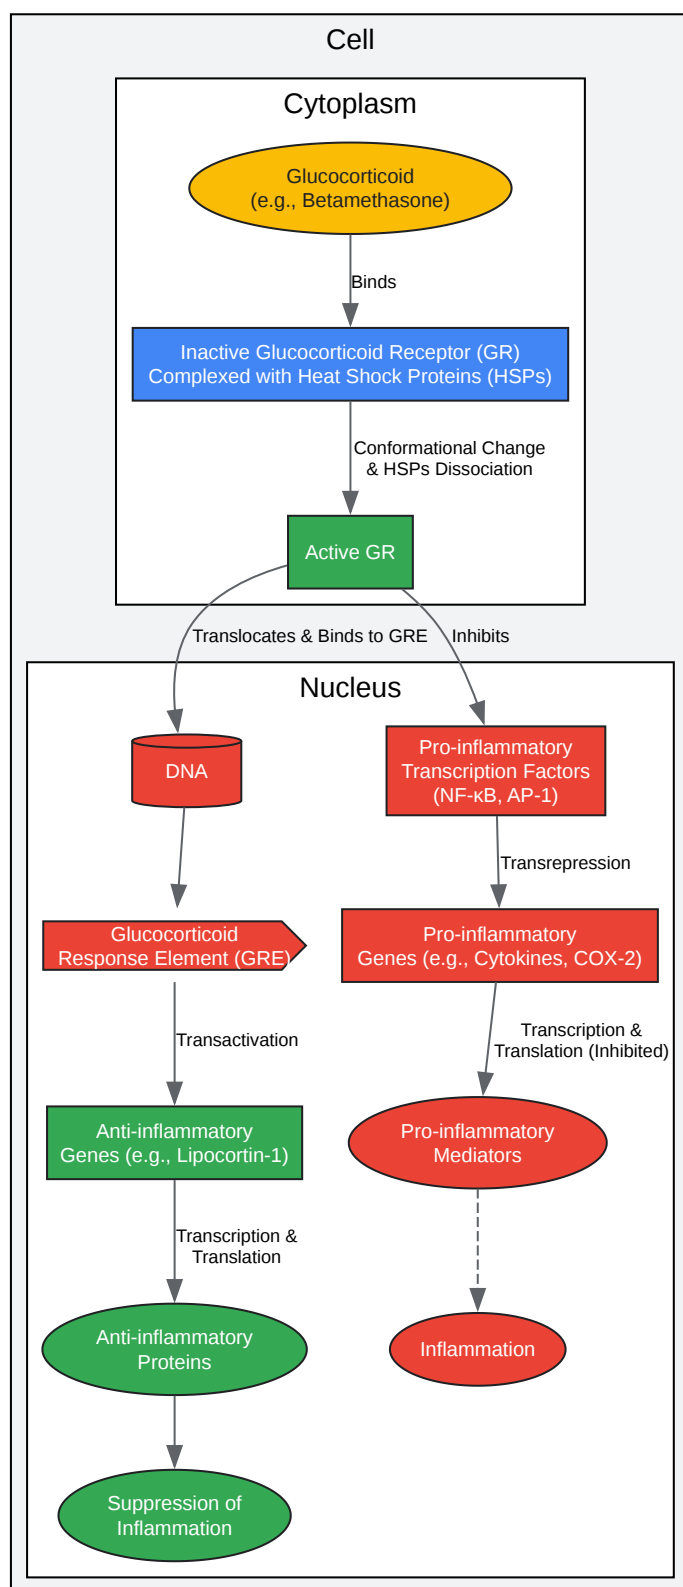 Cell
Cytoplasm
Glucocorticoid
(e.g., Betamethasone)
Binds
Inactive Glucocorticoid Receptor (GR)
Complexed with Heat Shock Proteins (HSPs)
Conformational Change
& HSPs Dissociation
Active GR
Translocates & Binds to GRE
Inhibits
Nucleus
DNA
Glucocorticoid
Response Element (GRE)
Transactivation
Anti-inflammatory
Genes (e.g., Lipocortin-1)
Transcription &
Translation
Anti-inflammatory
Proteins
Suppression of
Inflammation
Pro-inflammatory
Transcription Factors
(NF-κB, AP-1)
Transrepression
Pro-inflammatory
Genes (e.g., Cytokines, COX-2)
Transcription &
Translation (Inhibited)
Pro-inflammatory
Mediators
Inflammation